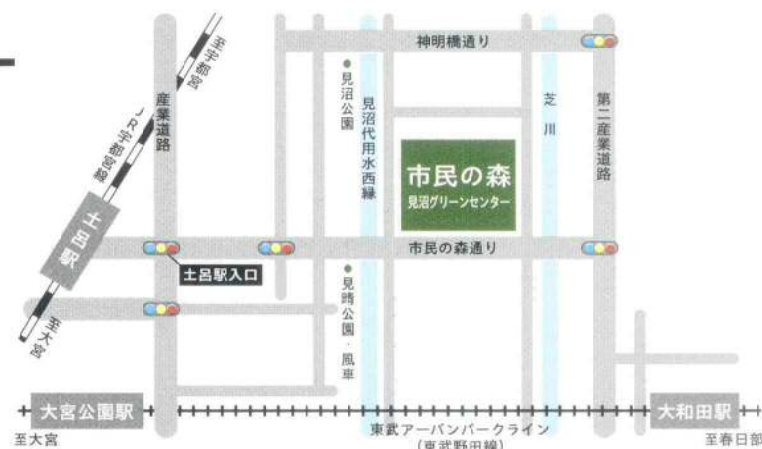 至宇都宮
JR宇都宮線
産業道路
神明橋通り
見沼公園
見沼代用水西縁
芝川
第二産業道路
市民の森
見沼グリーンセンター
土呂駅
土呂駅入口
市民の森通り
見晴公園・風車
至大宮
大宮公園駅
大和田駅
至大宮
東武アーバンパークライン
(東武野田線)
至春日部